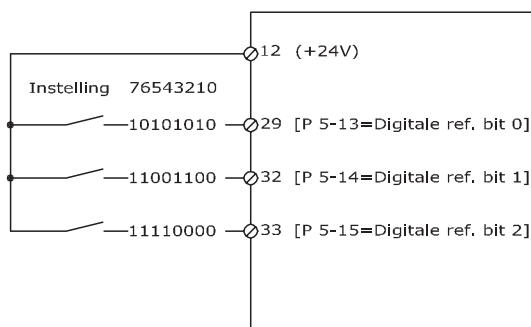 12 (+24V)
Instelling 76543210
10101010 29 [P 5-13=Digitale ref. bit 0]
11001100 32 [P 5-14=Digitale ref. bit 1]
11110000 33 [P 5-15=Digitale ref. bit 2]